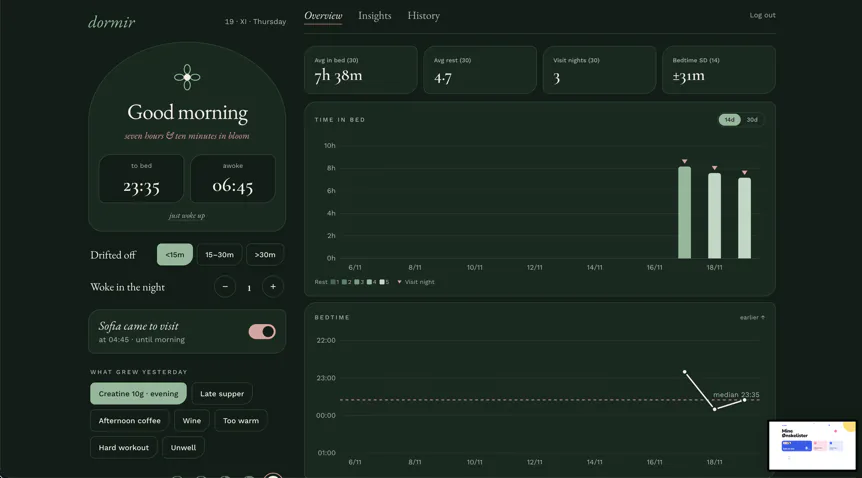 dormir
19 · XI · Thursday
Good morning
seven hours & ten minutes in bloom
to bed
23:35
awoke
06:45
just woke up
Drifted off
<15m
15–30m
>30m
Woke in the night
−
1
+
Sofia came to visit
at 04:45 · until morning
WHAT GREW YESTERDAY
Creatine 10g · evening
Late supper
Afternoon coffee
Wine
Too warm
Hard workout
Unwell
Overview
Insights
History
Log out
Avg in bed (30)
7h 38m
Avg rest (30)
4.7
Visit nights (30)
3
Bedtime SD (14)
±31m
TIME IN BED
14d
30d
10h
8h
6h
4h
2h
0h
6/11
8/11
10/11
12/11
14/11
16/11
18/11
Rest 1 2 3 4 5 Visit night
BEDTIME
earlier ↑
22:00
23:00
median 23:35
00:00
01:00
6/11
8/11
10/11
12/11
14/11
16/11
18/11
Mine
Ønskelister